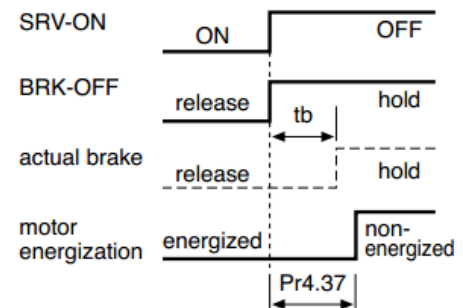 SRV-ON ON OFF
BRK-OFF release tb hold
actual brake release hold
motor energization energized non-energized
Pr4.37